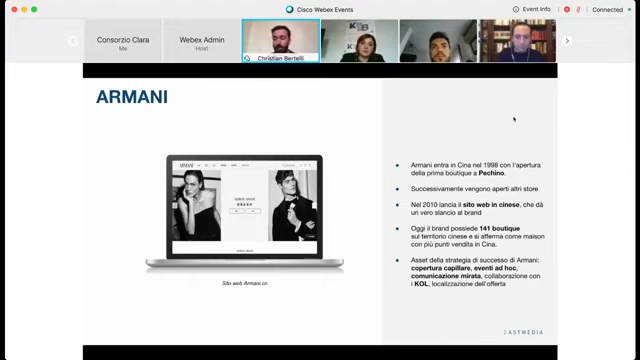 Cisco Webex Events
Event Info
Connected
Consorzio Clara
Me
Webex Admin
Host
Christian Bertelli
ARMANI
ARMANI
Sito web Armani.cn
Armani entra in Cina nel 1998 con l'apertura
della prima boutique a Pechino.
Successivamente vengono aperti altri store
Nel 2010 lancia il sito web in cinese, che dà
un vero slancio al brand
Oggi il brand possiede 141 boutique
sul territorio cinese e si afferma come maison
con più punti vendita in Cina.
Asset della strategia di successo di Armani:
copertura capillare, eventi ad hoc,
comunicazione mirata, collaborazione con
i KOL, localizzazione dell'offerta
EASTMEDIA